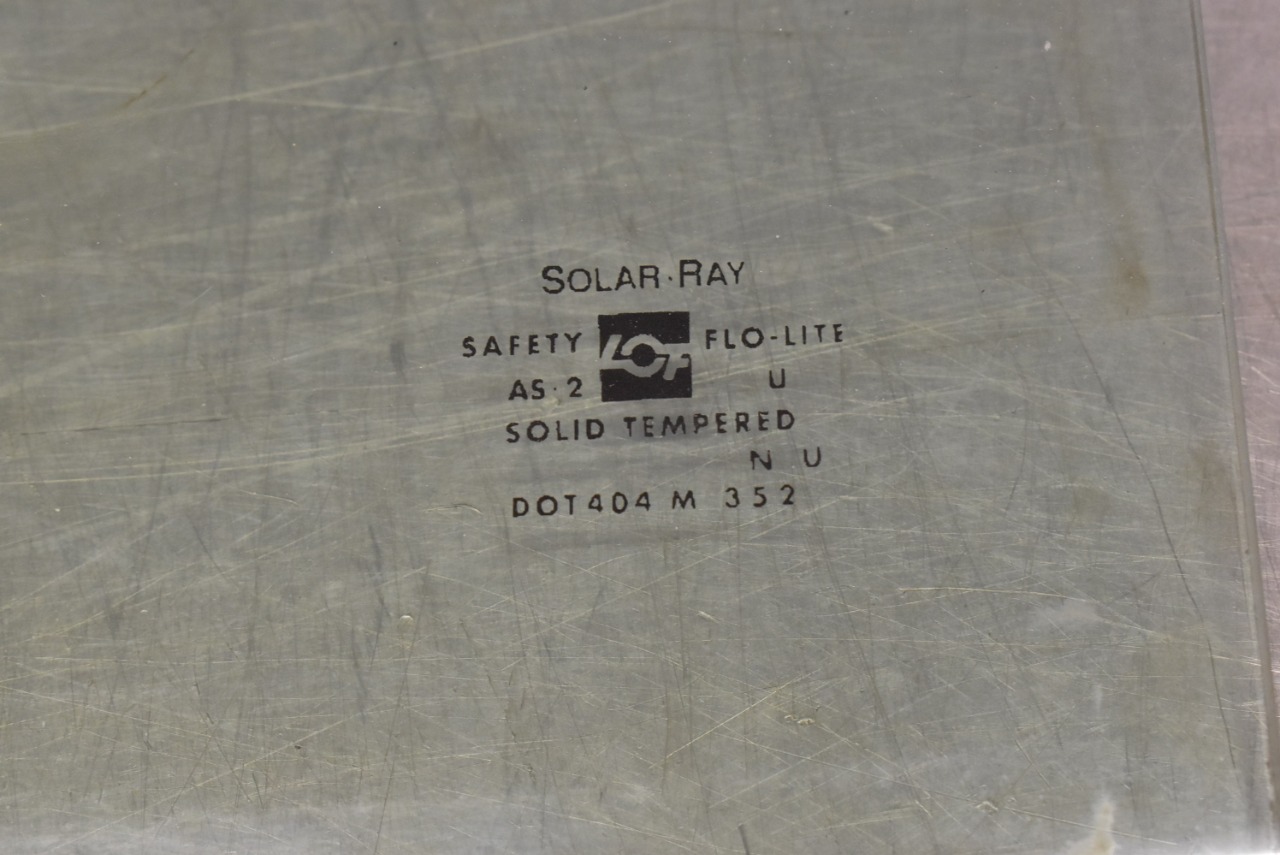 SOLAR·RAY
SAFETY LOF FLO-LITE
AS·2 U
SOLID TEMPERED
N U
DOT404 M 352